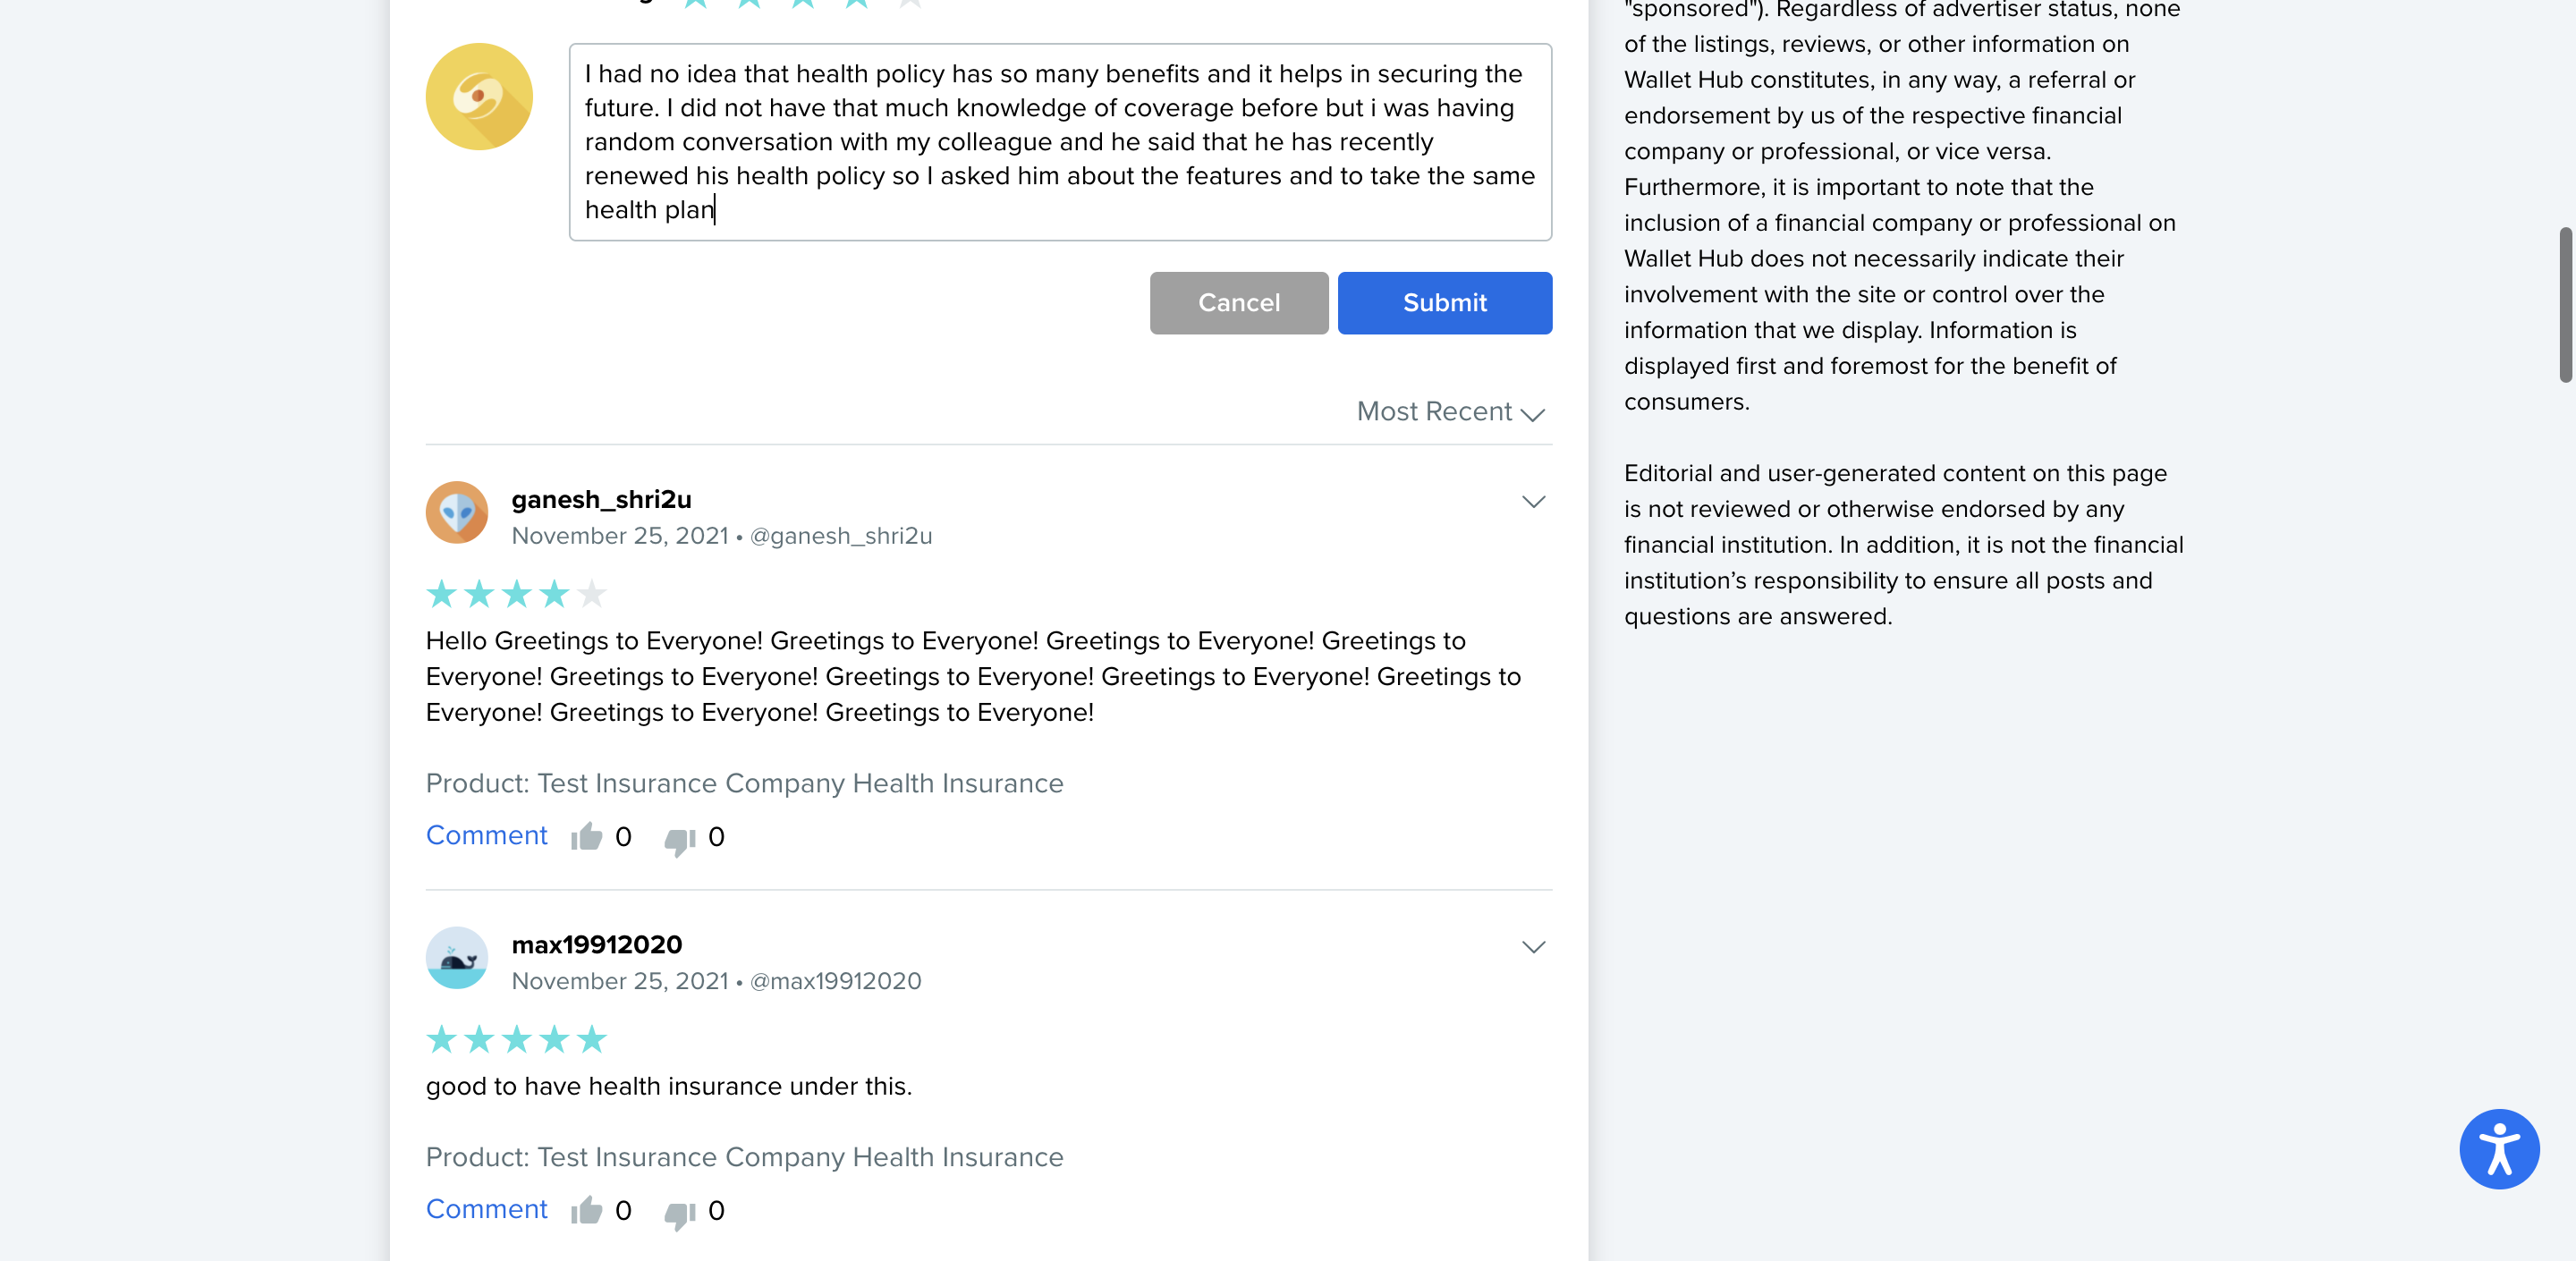 I had no idea that health policy has so many benefits and it helps in securing the
future. I did not have that much knowledge of coverage before but i was having
random conversation with my colleague and he said that he has recently
renewed his health policy so I asked him about the features and to take the same
health plan
Cancel
Submit
Most Recent
ganesh_shri2u
November 25, 2021 • @ganesh_shri2u
Hello Greetings to Everyone! Greetings to Everyone! Greetings to Everyone! Greetings to
Everyone! Greetings to Everyone! Greetings to Everyone! Greetings to Everyone! Greetings to
Everyone! Greetings to Everyone! Greetings to Everyone!
Product: Test Insurance Company Health Insurance
Comment 0 0
max19912020
November 25, 2021 • @max19912020
good to have health insurance under this.
Product: Test Insurance Company Health Insurance
Comment 0 0
"sponsored"). Regardless of advertiser status, none
of the listings, reviews, or other information on
Wallet Hub constitutes, in any way, a referral or
endorsement by us of the respective financial
company or professional, or vice versa.
Furthermore, it is important to note that the
inclusion of a financial company or professional on
Wallet Hub does not necessarily indicate their
involvement with the site or control over the
information that we display. Information is
displayed first and foremost for the benefit of
consumers.
Editorial and user-generated content on this page
is not reviewed or otherwise endorsed by any
financial institution. In addition, it is not the financial
institution’s responsibility to ensure all posts and
questions are answered.